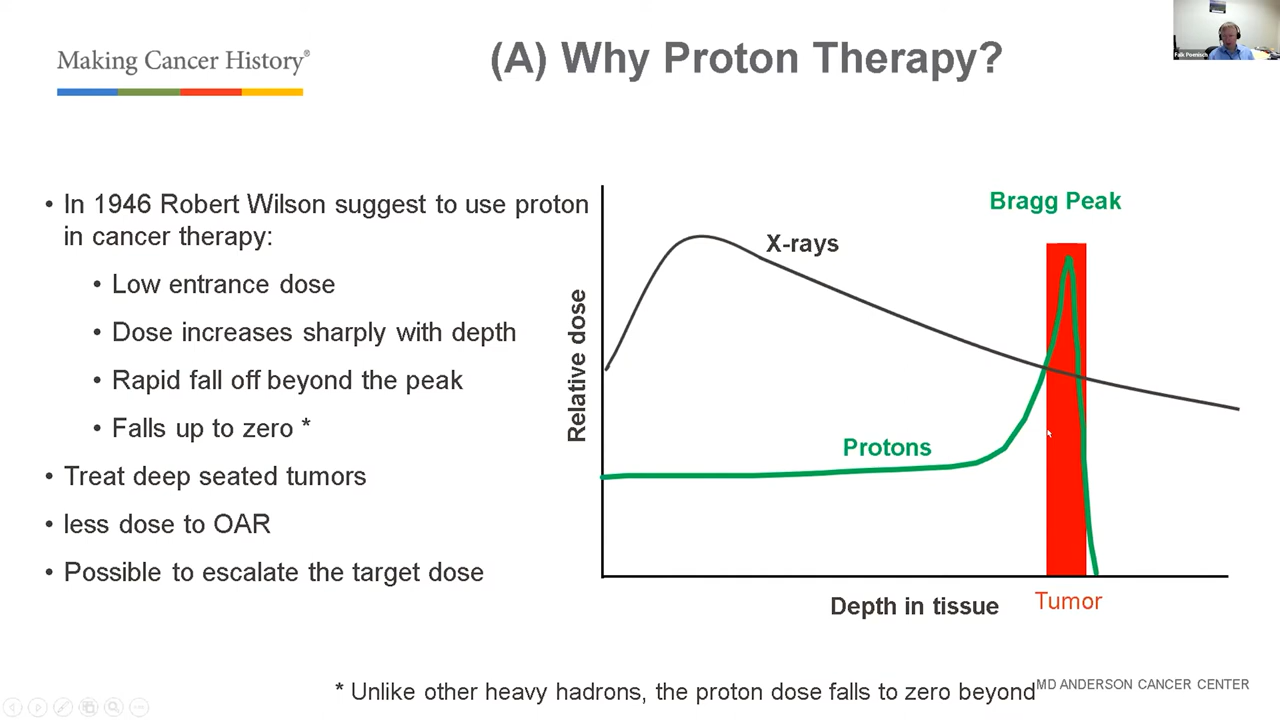 Making Cancer History®
(A) Why Proton Therapy?
Falk Poenisch
• In 1946 Robert Wilson suggest to use proton
in cancer therapy:
• Low entrance dose
• Dose increases sharply with depth
• Rapid fall off beyond the peak
• Falls up to zero *
• Treat deep seated tumors
• less dose to OAR
• Possible to escalate the target dose
Bragg Peak
X-rays
Relative dose
Protons
Depth in tissue
Tumor
* Unlike other heavy hadrons, the proton dose falls to zero beyond
MD ANDERSON CANCER CENTER